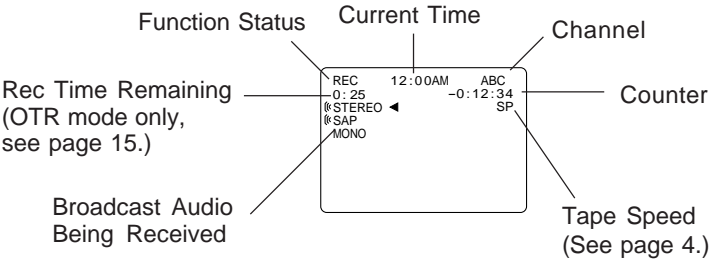 Function Status
Current Time
Channel
REC 12:00AM ABC
0:25 -0:12:34
STEREO ◄ SP
SAP
MONO
Rec Time Remaining
(OTR mode only,
see page 15.)
Counter
Broadcast Audio
Being Received
Tape Speed
(See page 4.)